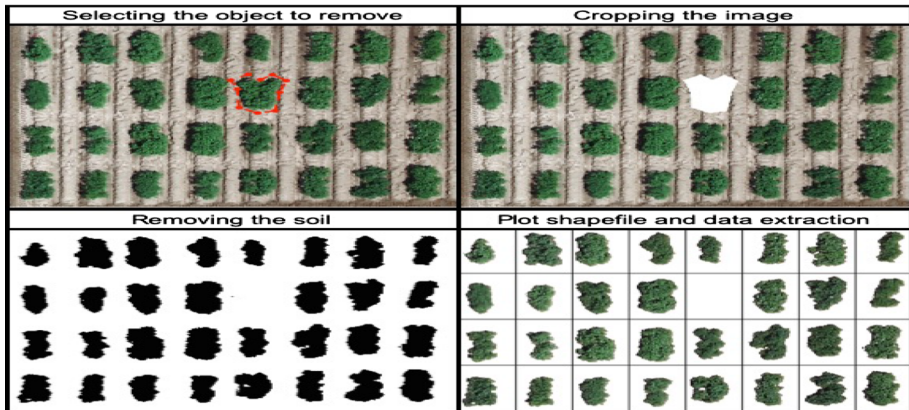 Selecting the object to remove
Cropping the image
Removing the soil
Plot shapefile and data extraction